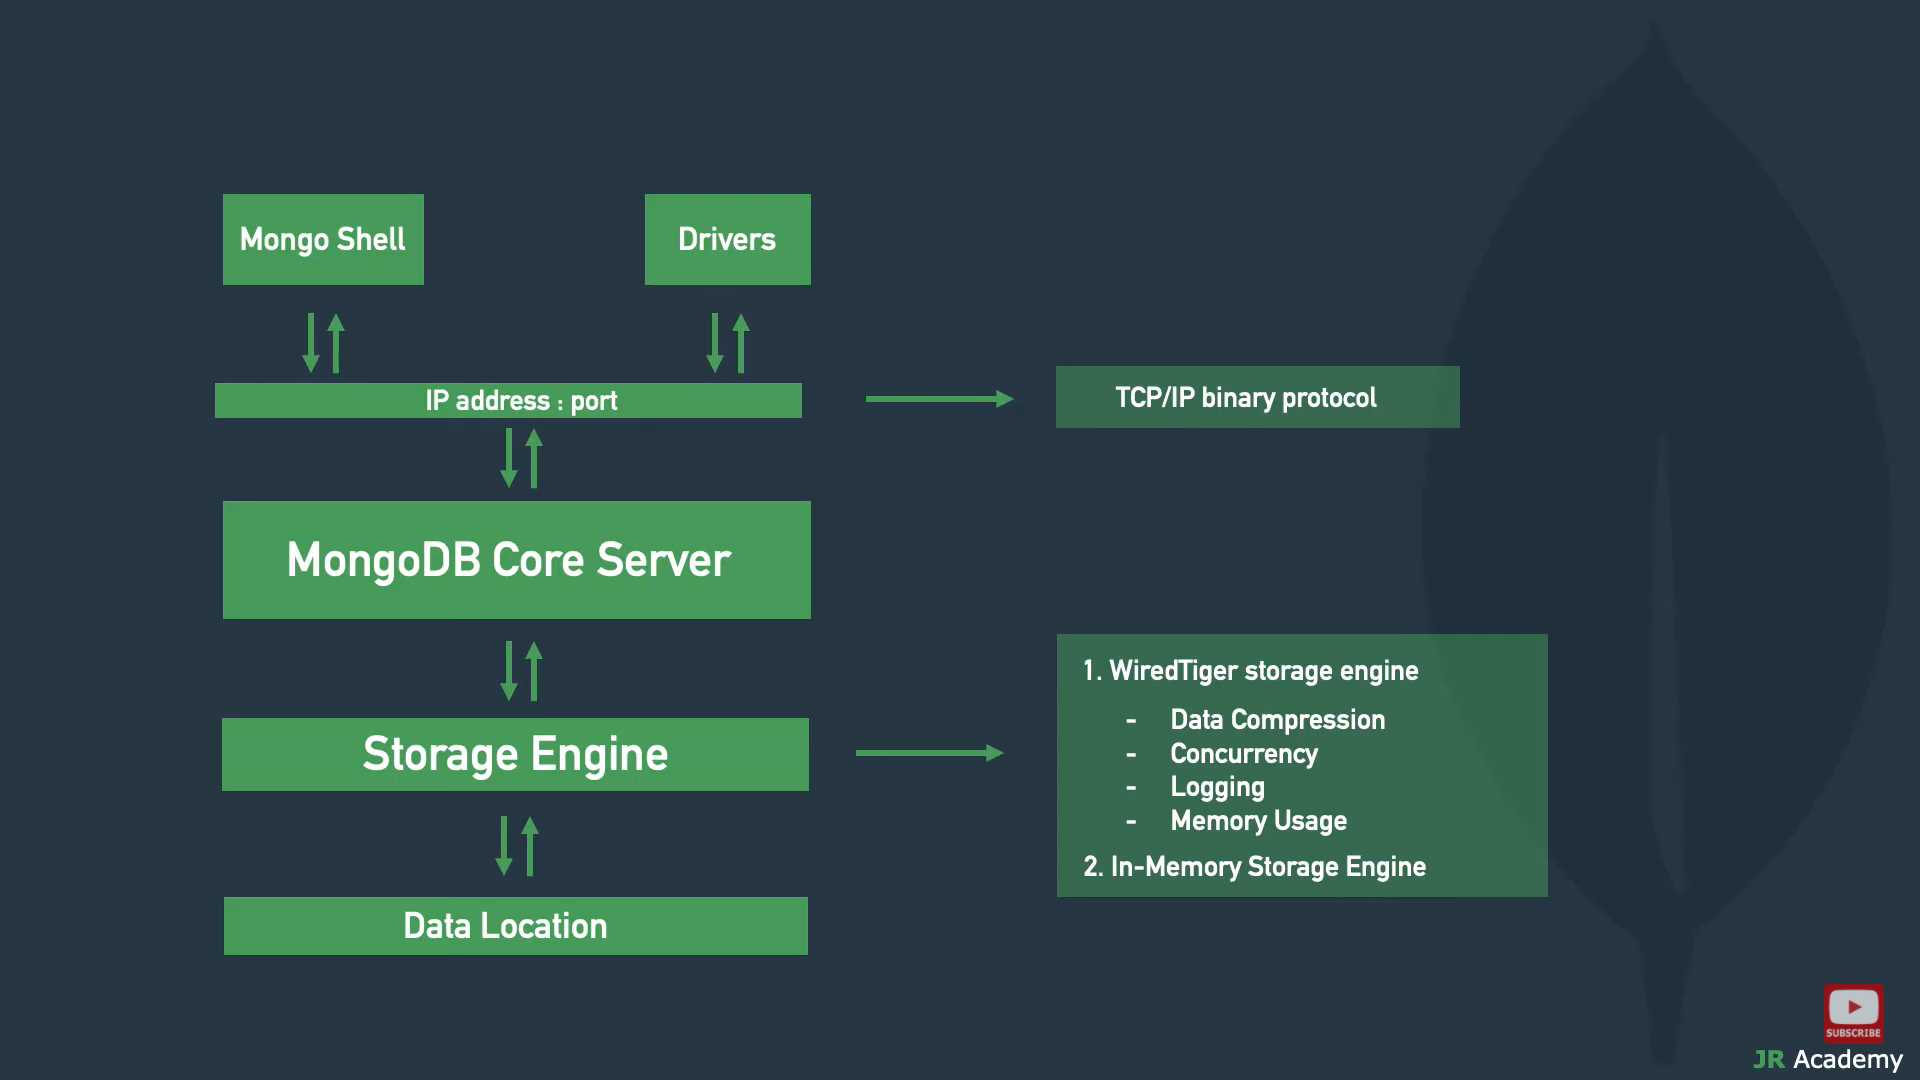 Mongo Shell
Drivers
IP address : port
TCP/IP binary protocol
MongoDB Core Server
Storage Engine
1. WiredTiger storage engine
- Data Compression
- Concurrency
- Logging
- Memory Usage
2. In-Memory Storage Engine
Data Location
SUBSCRIBE
JR Academy